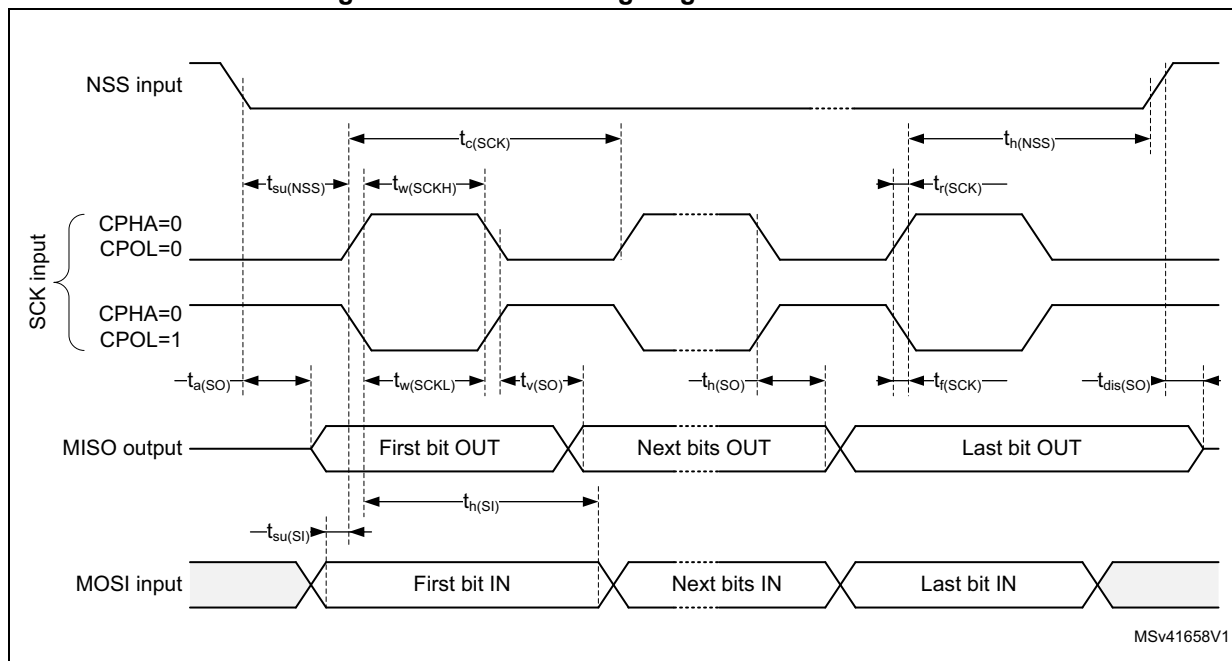 NSS input
tc(SCK)
th(NSS)
tsu(NSS)
tw(SCKH)
tr(SCK)
SCK input
CPHA=0
CPOL=0
CPHA=0
CPOL=1
ta(SO)
tw(SCKL)
tv(SO)
th(SO)
tf(SCK)
tdis(SO)
MISO output
First bit OUT
Next bits OUT
Last bit OUT
th(SI)
tsu(SI)
MOSI input
First bit IN
Next bits IN
Last bit IN
MSv41658V1